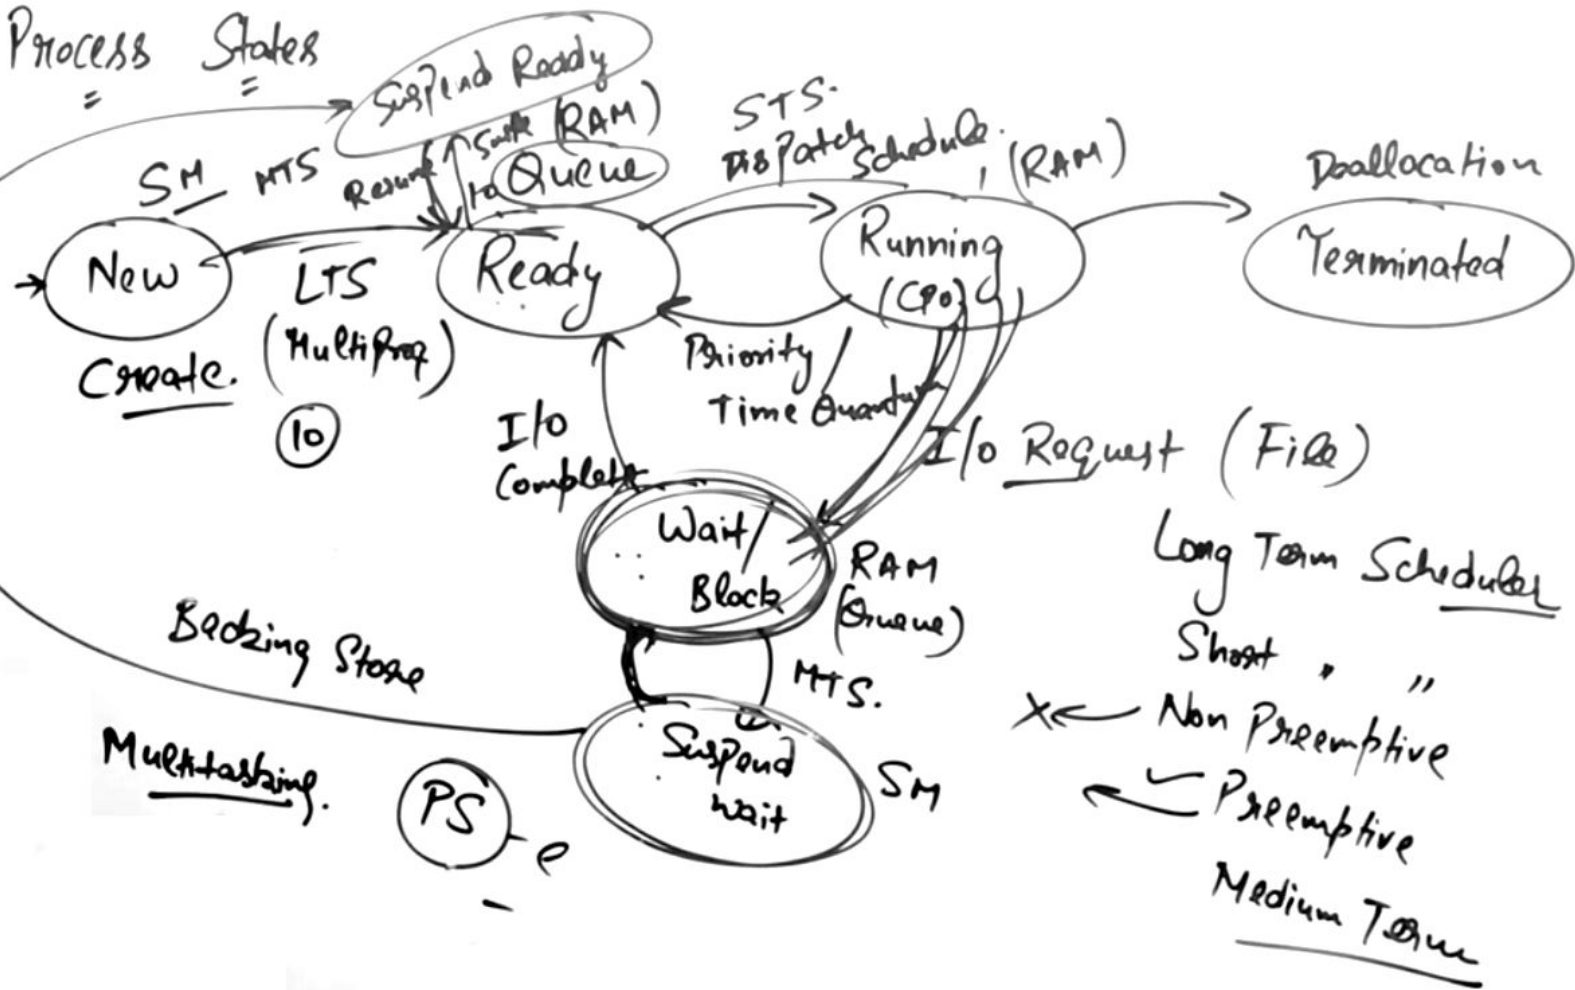 Process States
Suspend Ready
SM MTS
Resume
(RAM)
Queue
STS.
Dispatch Schedule
(RAM)
Deallocation
New
LTS
(Multiprog)
Create.
10
Ready
Running
(CPU)
Terminated
Priority /
Time Quantum
I/O
Complete
I/O Request (File)
Wait/
Block
RAM
(Queue)
Long Term Scheduler
Short " "
Backing Store
MTS.
Non Preemptive
Multitasking.
PS
Suspend
Wait
SM
Preemptive
Medium Term